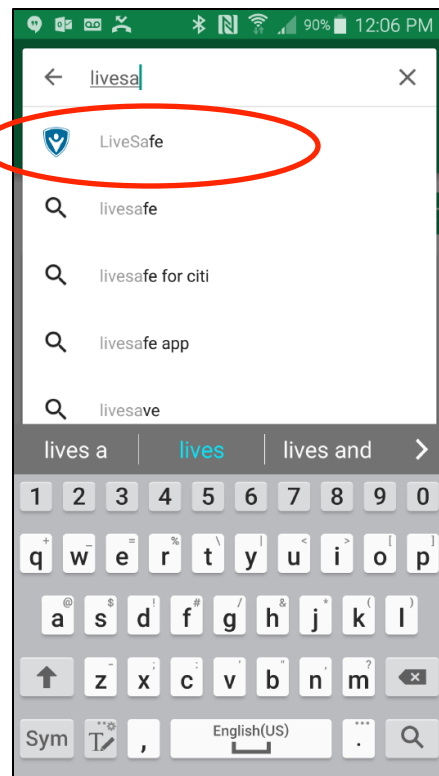 90% 12:06 PM
livesa
LiveSafe
livesafe
livesafe for citi
livesafe app
livesave
lives a lives lives and
1 2 3 4 5 6 7 8 9 0
+ - = % \ | < > [ ]
q w e r t y u i o p
@ $ ! # / & * ( )
a s d f g h j k l
- ' : ; " ' ?
z x c v b n m
English(US)
Sym , .